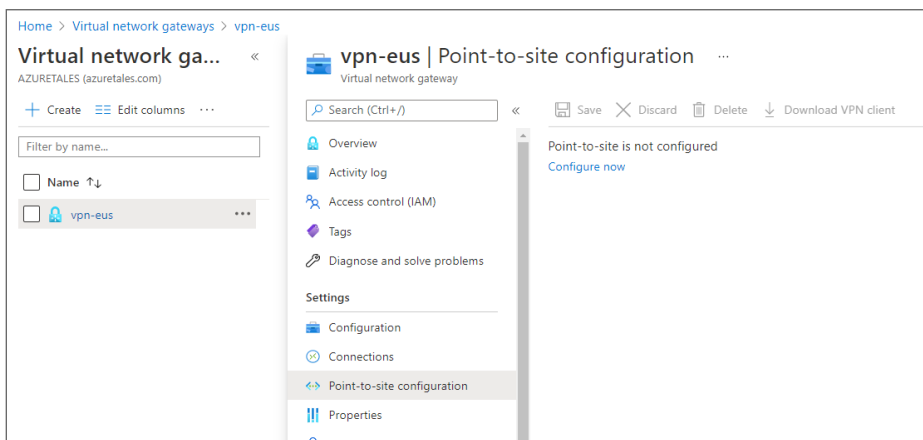 Home > Virtual network gateways > vpn-eus
Virtual network ga... «
AZURETALES (azuretales.com)
Create Edit columns ...
Filter by name...
Name ↑↓
vpn-eus ...
vpn-eus | Point-to-site configuration ...
Virtual network gateway
Search (Ctrl+/) «
Overview
Activity log
Access control (IAM)
Tags
Diagnose and solve problems
Settings
Configuration
Connections
Point-to-site configuration
Properties
Save Discard Delete Download VPN client
Point-to-site is not configured
Configure now